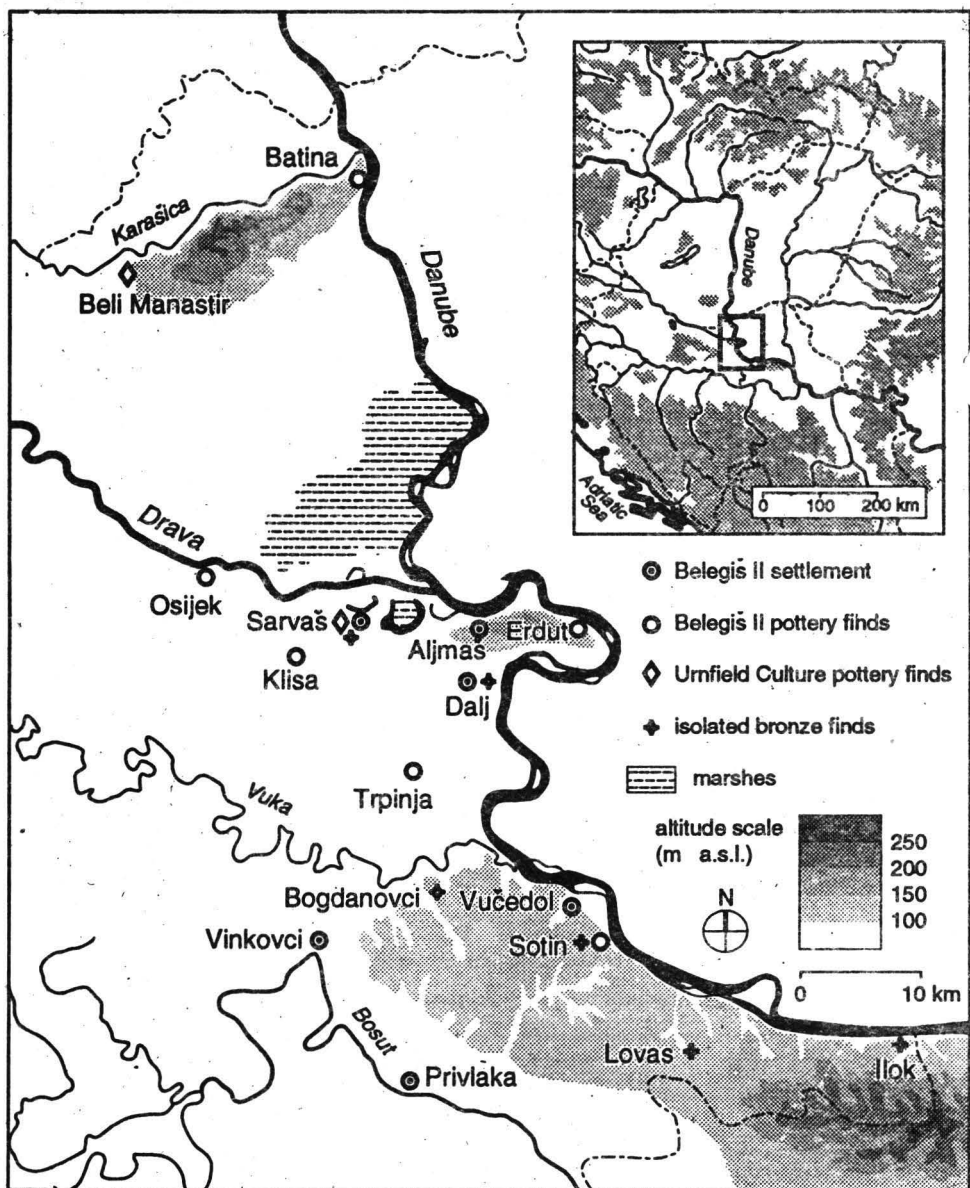 Batina
Karašica
Beli Manastir
Danube
Danube
Adriatic
Sea
0 100 200 km
Drava
Osijek
Sarvaš
Klisa
Aljmaš
Erdut
Dalj
Trpinja
Vuka
Bogdanovci
Vučedol
Vinkovci
Sotin
Bosut
Privlaka
Lovas
Ilok
Belegiš II settlement
Belegiš II pottery finds
Urnfield Culture pottery finds
isolated bronze finds
marshes
altitude scale
(m a.s.l.)
250
200
150
100
N
0 10 km